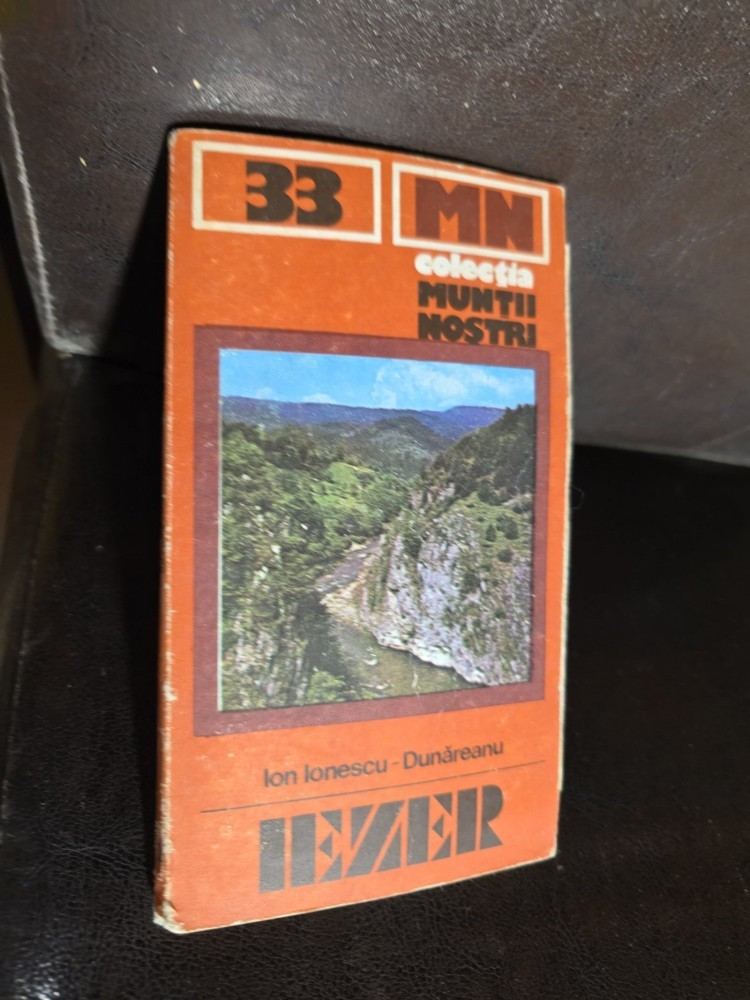 33
MN
colecția
MUNȚII
NOȘTRI
Ion Ionescu-Dunăreanu
IEZER